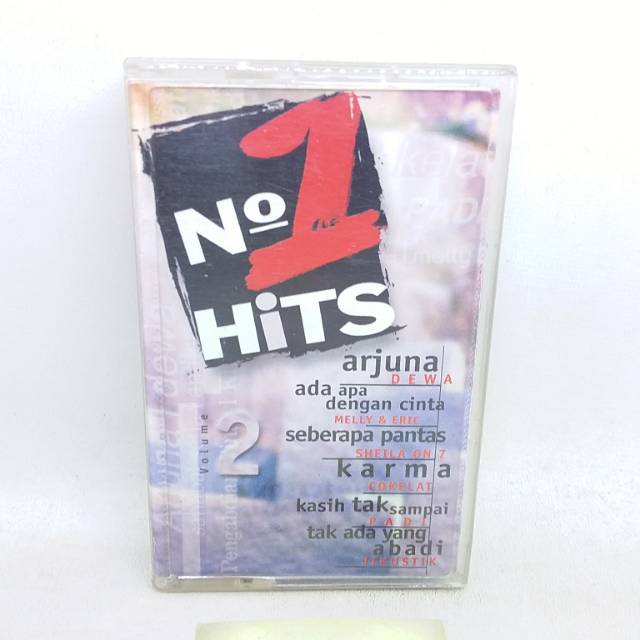 No 1
HiTS
Volume 2
arjuna
DEWA
ada apa
dengan cinta
MELLY & ERIC
seberapa pantas
SHEILA ON 7
karma
COKELAT
kasih tak sampai
PADI
tak ada yang
abadi